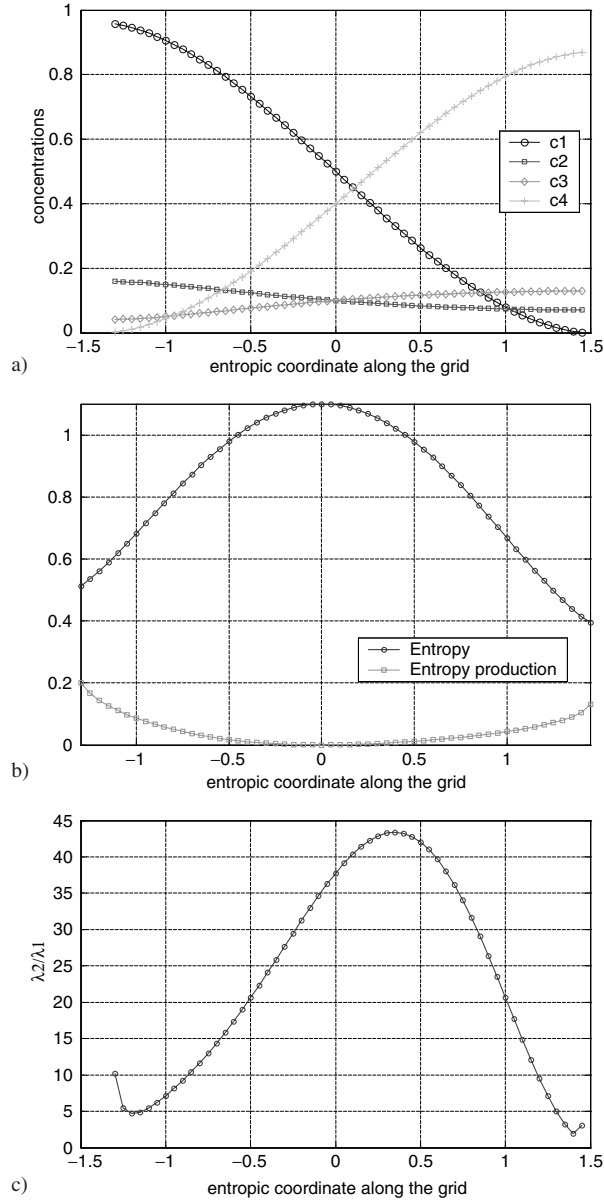 1
0.8
0.6
0.4
0.2
0
concentrations
c1
c2
c3
c4
−1.5
−1
−0.5
0
0.5
1
1.5
entropic coordinate along the grid
a)
1
0.8
0.6
0.4
0.2
0
Entropy
Entropy production
−1
−0.5
0
0.5
1
entropic coordinate along the grid
b)
45
40
35
30
25
20
15
10
5
0
λ2/λ1
−1.5
−1
−0.5
0
0.5
1
1.5
entropic coordinate along the grid
c)